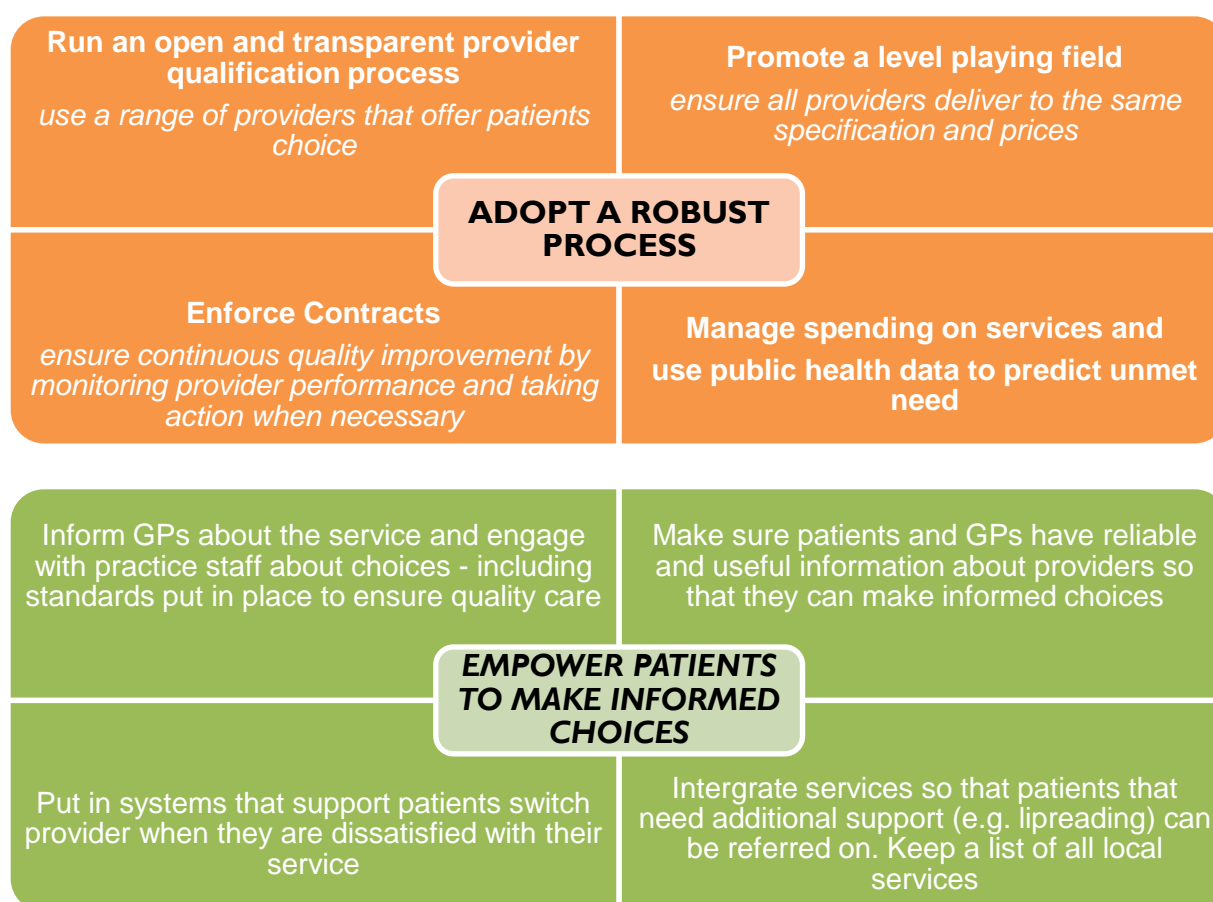 Run an open and transparent provider
qualification process
use a range of providers that offer patients
choice
Promote a level playing field
ensure all providers deliver to the same
specification and prices
ADOPT A ROBUST
PROCESS
Enforce Contracts
ensure continuous quality improvement by
monitoring provider performance and taking
action when necessary
Manage spending on services and
use public health data to predict unmet
need
Inform GPs about the service and engage
with practice staff about choices - including
standards put in place to ensure quality care
Make sure patients and GPs have reliable
and useful information about providers so
that they can make informed choices
EMPOWER PATIENTS
TO MAKE INFORMED
CHOICES
Put in systems that support patients switch
provider when they are dissatisfied with their
service
Intergrate services so that patients that
need additional support (e.g. lipreading) can
be referred on. Keep a list of all local
services